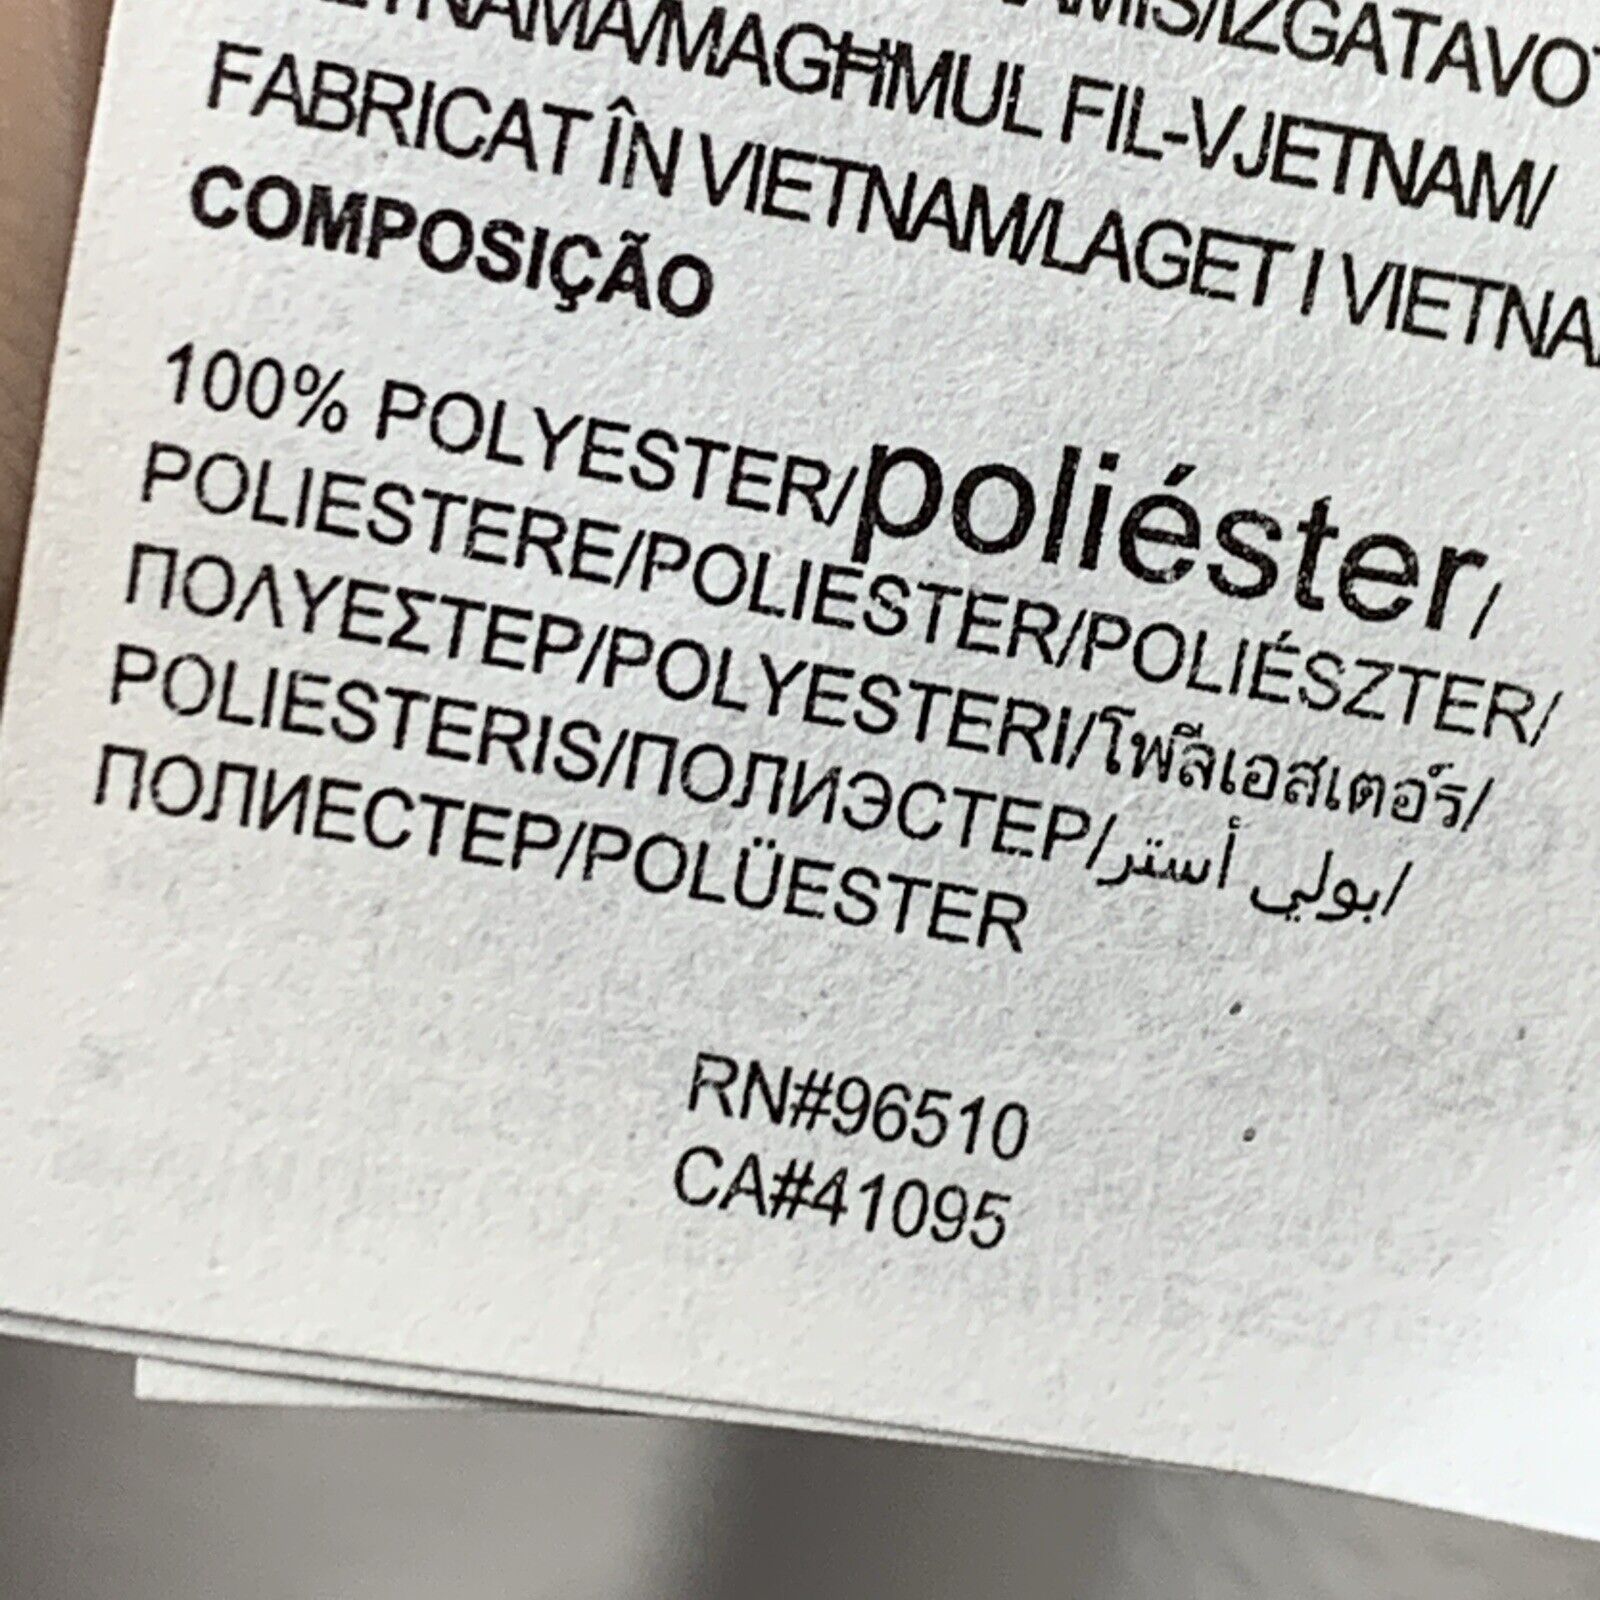 IZGATAVO
MAGHMUL FIL-VJETNAM/
FABRICAT ÎN VIETNAM/LAGET I VIETNA
COMPOSIÇÃO
100% POLYESTER/poliéster/
POLIESTERE/POLIESTER/POLIÉSZTER/
ΠΟΛΥΕΣΤΕΡ/POLYESTERI/โพลีเอสเตอร์/
POLIESTERIS/ПОЛИЭСТЕР/بولي أستر/
ПОЛИЕСТЕР/POLÜESTER
RN#96510
CA#41095